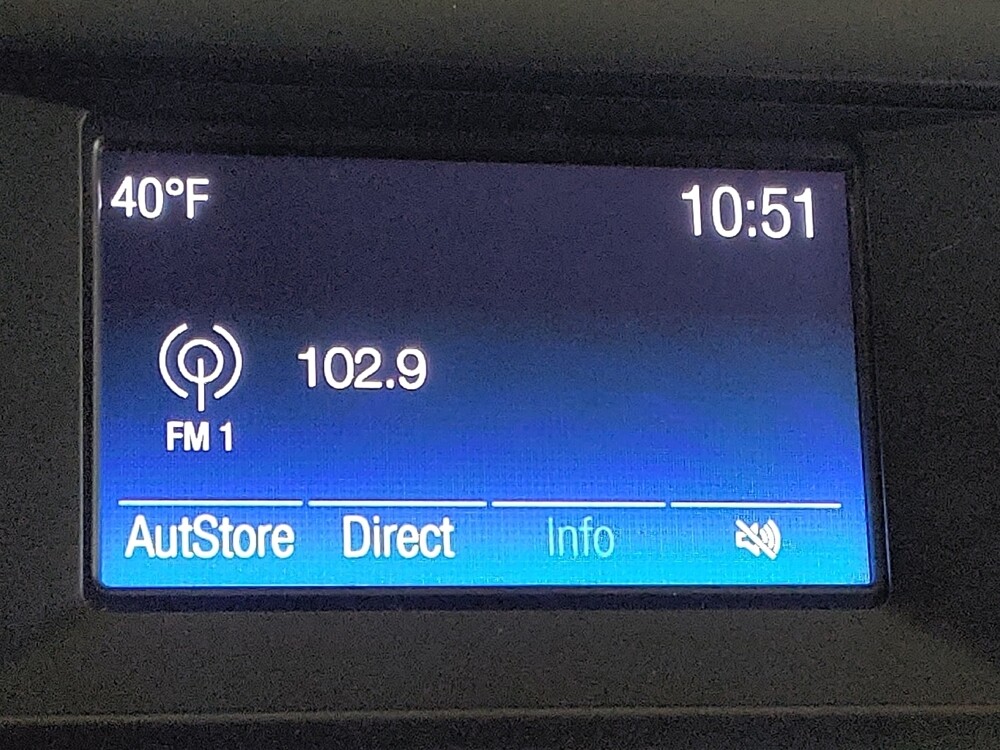 40°F 10:51
102.9
FM 1
AutStore Direct Info